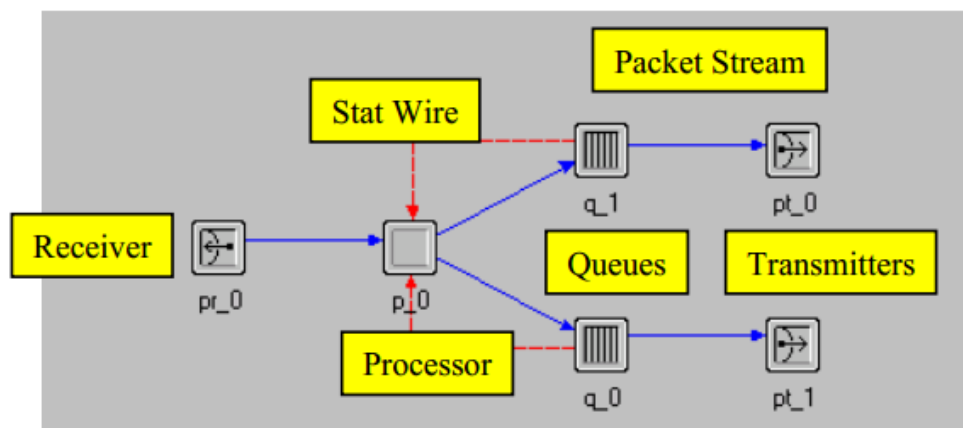 Packet Stream
Stat Wire
q_1
pt_0
Receiver
Queues
Transmitters
pr_0
p_0
Processor
q_0
pt_1